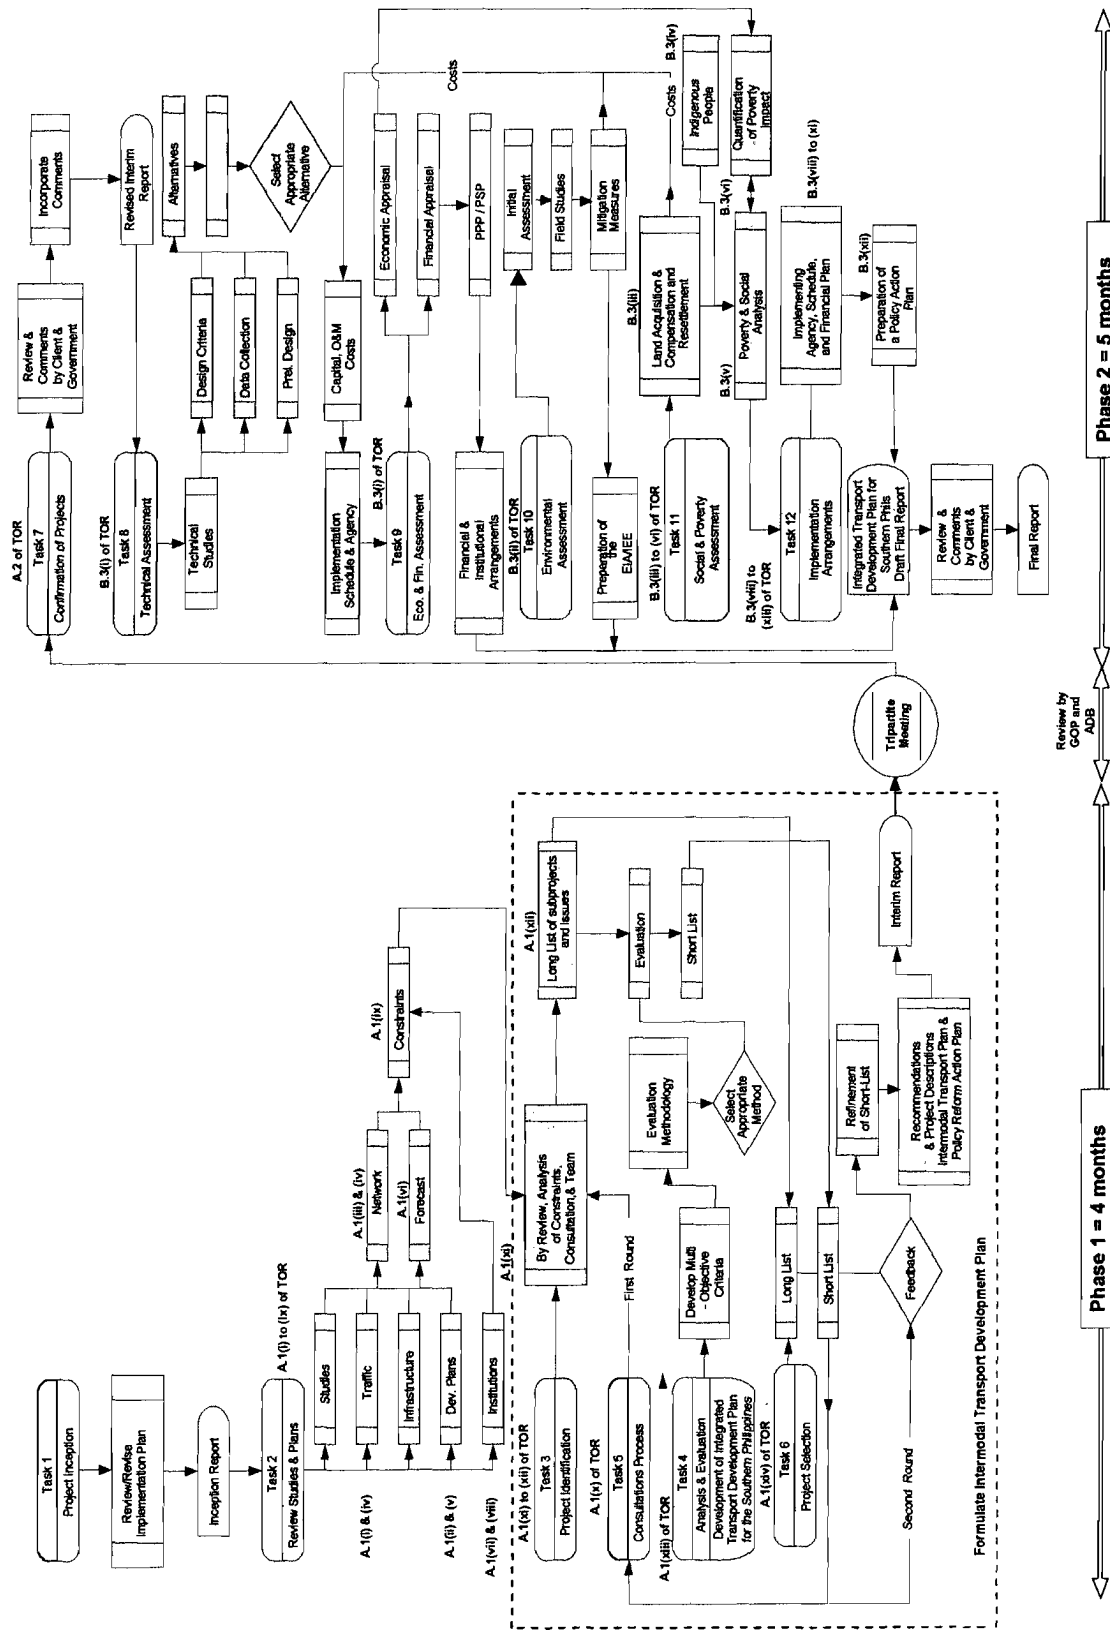 Task 1
Project Inception
Review/Revise
Implementation Plan
Inception Report
Task 2
Review Studies & Plans
A.1(i) to (ix) of TOR
A.1(i) & (iv)
A.1(ii) & (v)
A.1(vii) & (viii)
Studies
Traffic
Infrastructure
Dev. Plans
Institutions
A.1(iii) & (iv)
Network
A.1(vi)
Forecast
A.1(ix)
Constraints
A.1(xi) to (xii) of TOR
Task 3
Project Identification
A.1(xi)
By Review, Analysis
of Constraints,
Consultation,& Team
A.1(xii)
Long List of subprojects
and Issues
A.1(x) of TOR
Task 5
Consultations Process
First Round
Evaluation
Short List
A.1(xiii) of TOR
Task 4
Analysis & Evaluation
Development of Integrated
Transport Development Plan
for the Southern Philippines
Develop Multi
- Objective
Criteria
Evaluation
Methodology
Select
Appropriate
Method
A.1(xiv) of TOR
Task 6
Project Selection
Long List
Short List
Feedback
Second Round
Refinement
of Short-List
Recommendations
& Project Descriptions
Intermodal Transport Plan &
Policy Reform Action Plan
Interim Report
Formulate Intermodal Transport Development Plan
Tripartite
Meeting
A.2 of TOR
Task 7
Confirmation of Projects
Review &
Comments
by Client &
Government
Incorporate
Comments
Revised Interim
Report
B.3(i) of TOR
Task 8
Technical Assessment
Technical
Studies
Design Criteria
Data Collection
Prel. Design
Alternatives
Select
Appropriate
Alternative
Capital, O&M
Costs
Implementation
Schedule & Agency
B.3(i) of TOR
Task 9
Eco. & Fin. Assessment
Economic Appraisal
Financial Appraisal
PPP / PSP
Financial &
Institutional
Arrangements
B.3(ii) of TOR
Task 10
Environmental
Assessment
Initial
Assessment
Field Studies
Mitigation
Measures
Costs
Preparation of
the
EIA/IEE
B.3(iii) to (vi) of TOR
Task 11
Social & Poverty
Assessment
B.3(iii)
Land Acquisition &
Compensation and
Resettlement
Costs
B.3(iv)
Indigenous
People
B.3(v)
B.3(vi)
Poverty & Social
Analysis
Quantification
of Poverty
Impact
B.3(viii) to
(xiii) of TOR
Task 12
Implementation
Arrangements
Implementing
Agency, Schedule,
and Financial Plan
B.3(viii) to (xi)
B.3(xii)
Preparation of
a Policy Action
Plan
Integrated Transport
Development Plan for
Southern Phils
Draft Final Report
Review &
Comments
by Client &
Government
Final Report
Phase 1 = 4 months
Review by
GOP and
ADB
Phase 2 = 5 months